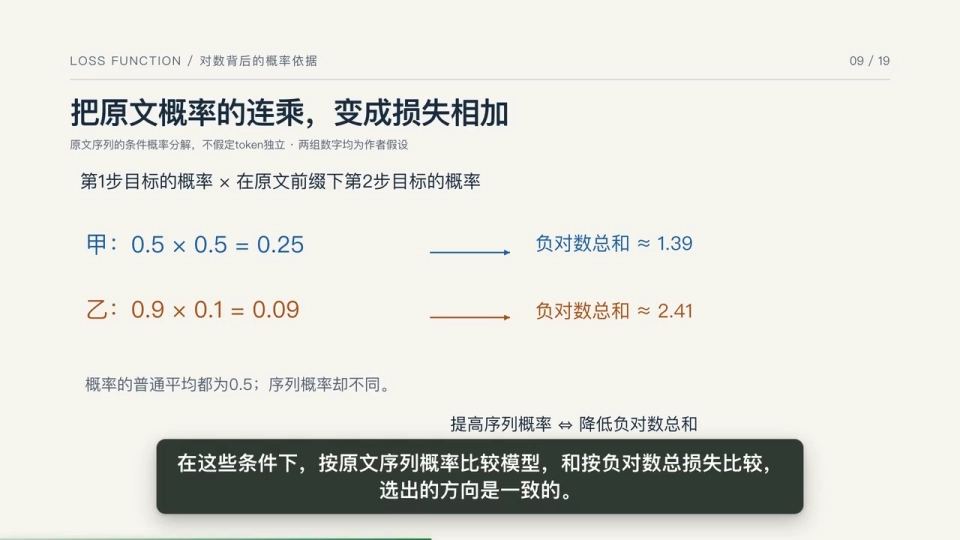 LOSS FUNCTION / 对数背后的概率依据
09 / 19
把原文概率的连乘，变成损失相加
原文序列的条件概率分解，不假定token独立 · 两组数字均为作者假设
第1步目标的概率 × 在原文前缀下第2步目标的概率
甲：0.5 × 0.5 = 0.25
负对数总和 ≈ 1.39
乙：0.9 × 0.1 = 0.09
负对数总和 ≈ 2.41
概率的普通平均都为0.5；序列概率却不同。
提高序列概率 ⇔ 降低负对数总和
在这些条件下，按原文序列概率比较模型，和按负对数总损失比较，
选出的方向是一致的。